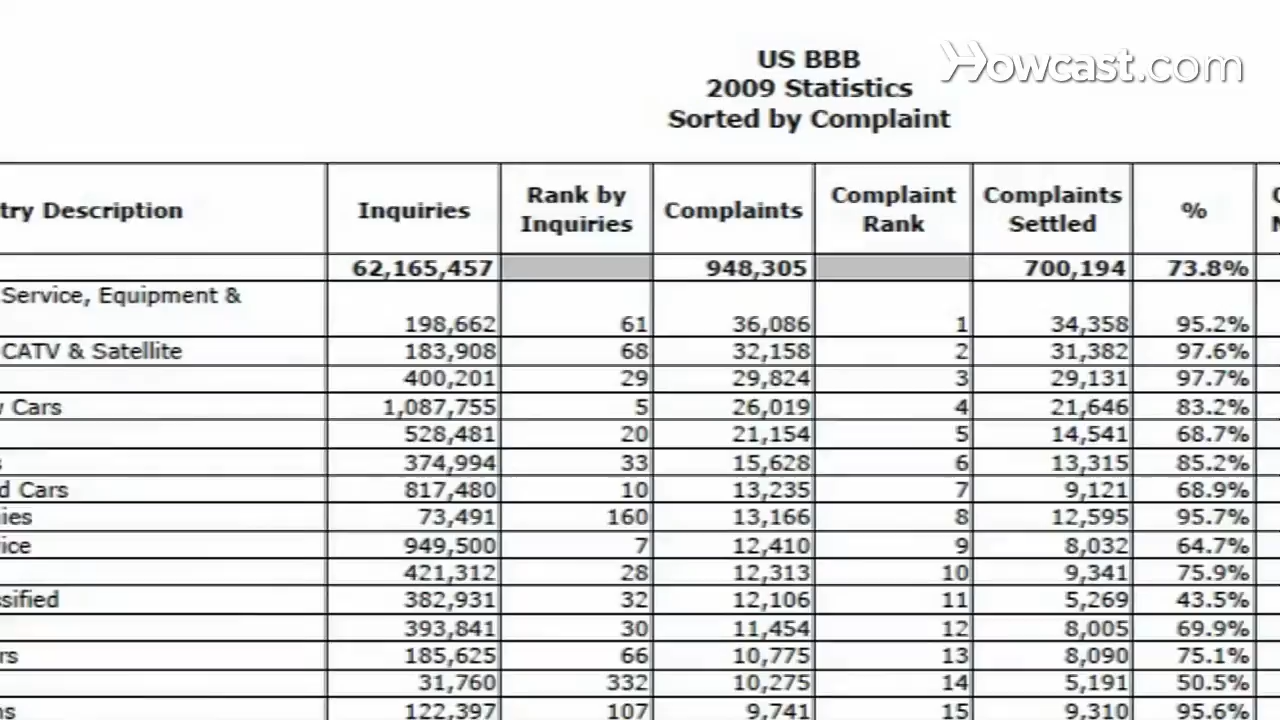 US BBB
2009 Statistics
Sorted by Complaint
Howcast.com
try Description Inquiries Rank by Inquiries Complaints Complaint Rank Complaints Settled %
62,165,457 948,305 700,194 73.8%
Service, Equipment &
198,662 61 36,086 1 34,358 95.2%
CATV & Satellite 183,908 68 32,158 2 31,382 97.6%
400,201 29 29,824 3 29,131 97.7%
w Cars 1,087,755 5 26,019 4 21,646 83.2%
528,481 20 21,154 5 14,541 68.7%
s 374,994 33 15,628 6 13,315 85.2%
d Cars 817,480 10 13,235 7 9,121 68.9%
ies 73,491 160 13,166 8 12,595 95.7%
ice 949,500 7 12,410 9 8,032 64.7%
421,312 28 12,313 10 9,341 75.9%
sified 382,931 32 12,106 11 5,269 43.5%
393,841 30 11,454 12 8,005 69.9%
rs 185,625 66 10,775 13 8,090 75.1%
31,760 332 10,275 14 5,191 50.5%
ns 122,397 107 9,741 15 9,310 95.6%